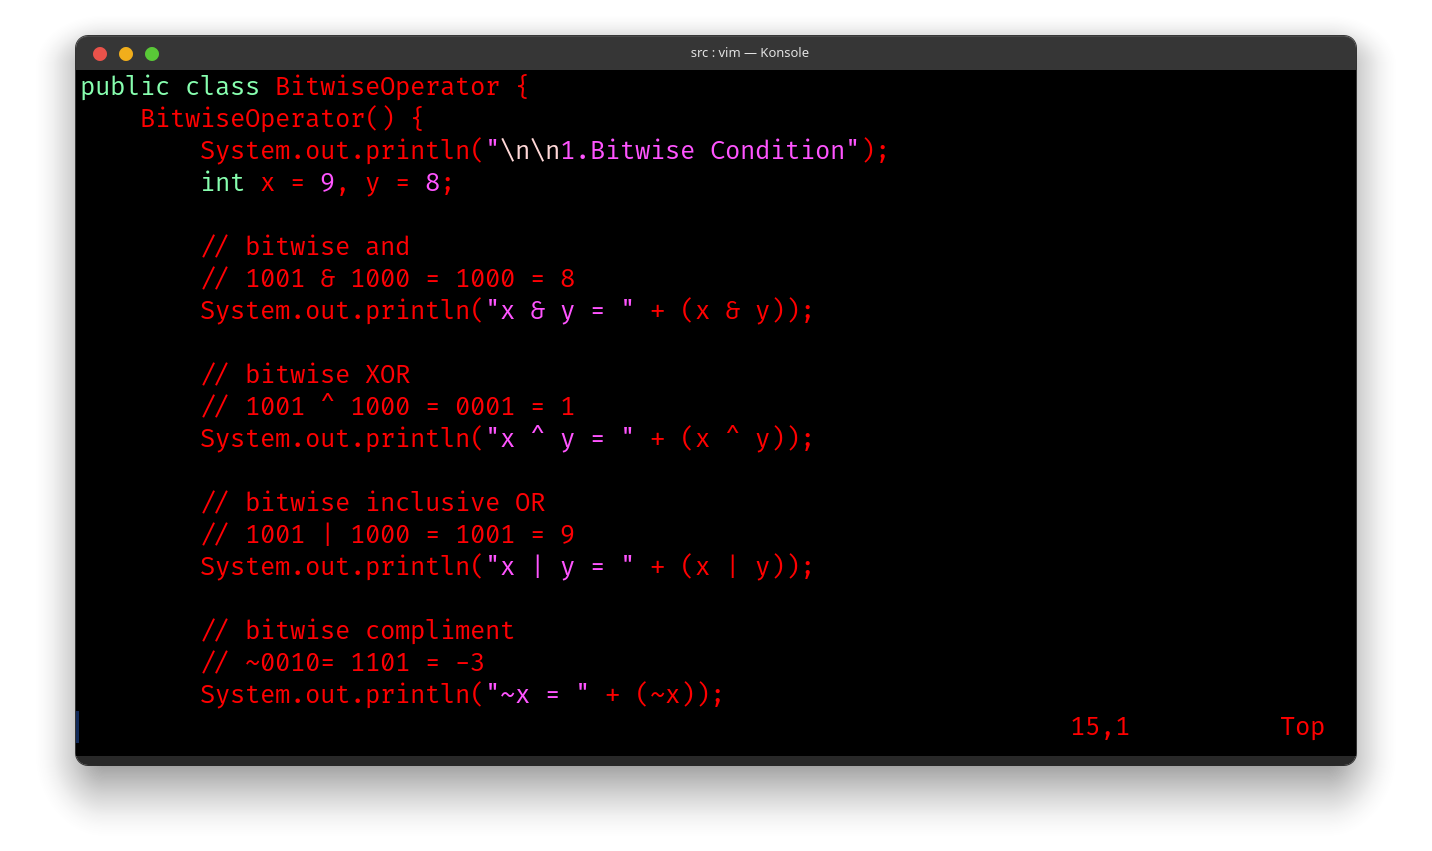 src : vim — Konsole
public class BitwiseOperator {
    BitwiseOperator() {
        System.out.println("\n\n1.Bitwise Condition");
        int x = 9, y = 8;

        // bitwise and
        // 1001 & 1000 = 1000 = 8
        System.out.println("x & y = " + (x & y));

        // bitwise XOR
        // 1001 ^ 1000 = 0001 = 1
        System.out.println("x ^ y = " + (x ^ y));

        // bitwise inclusive OR
        // 1001 | 1000 = 1001 = 9
        System.out.println("x | y = " + (x | y));

        // bitwise compliment
        // ~0010= 1101 = -3
        System.out.println("~x = " + (~x));
15,1 Top